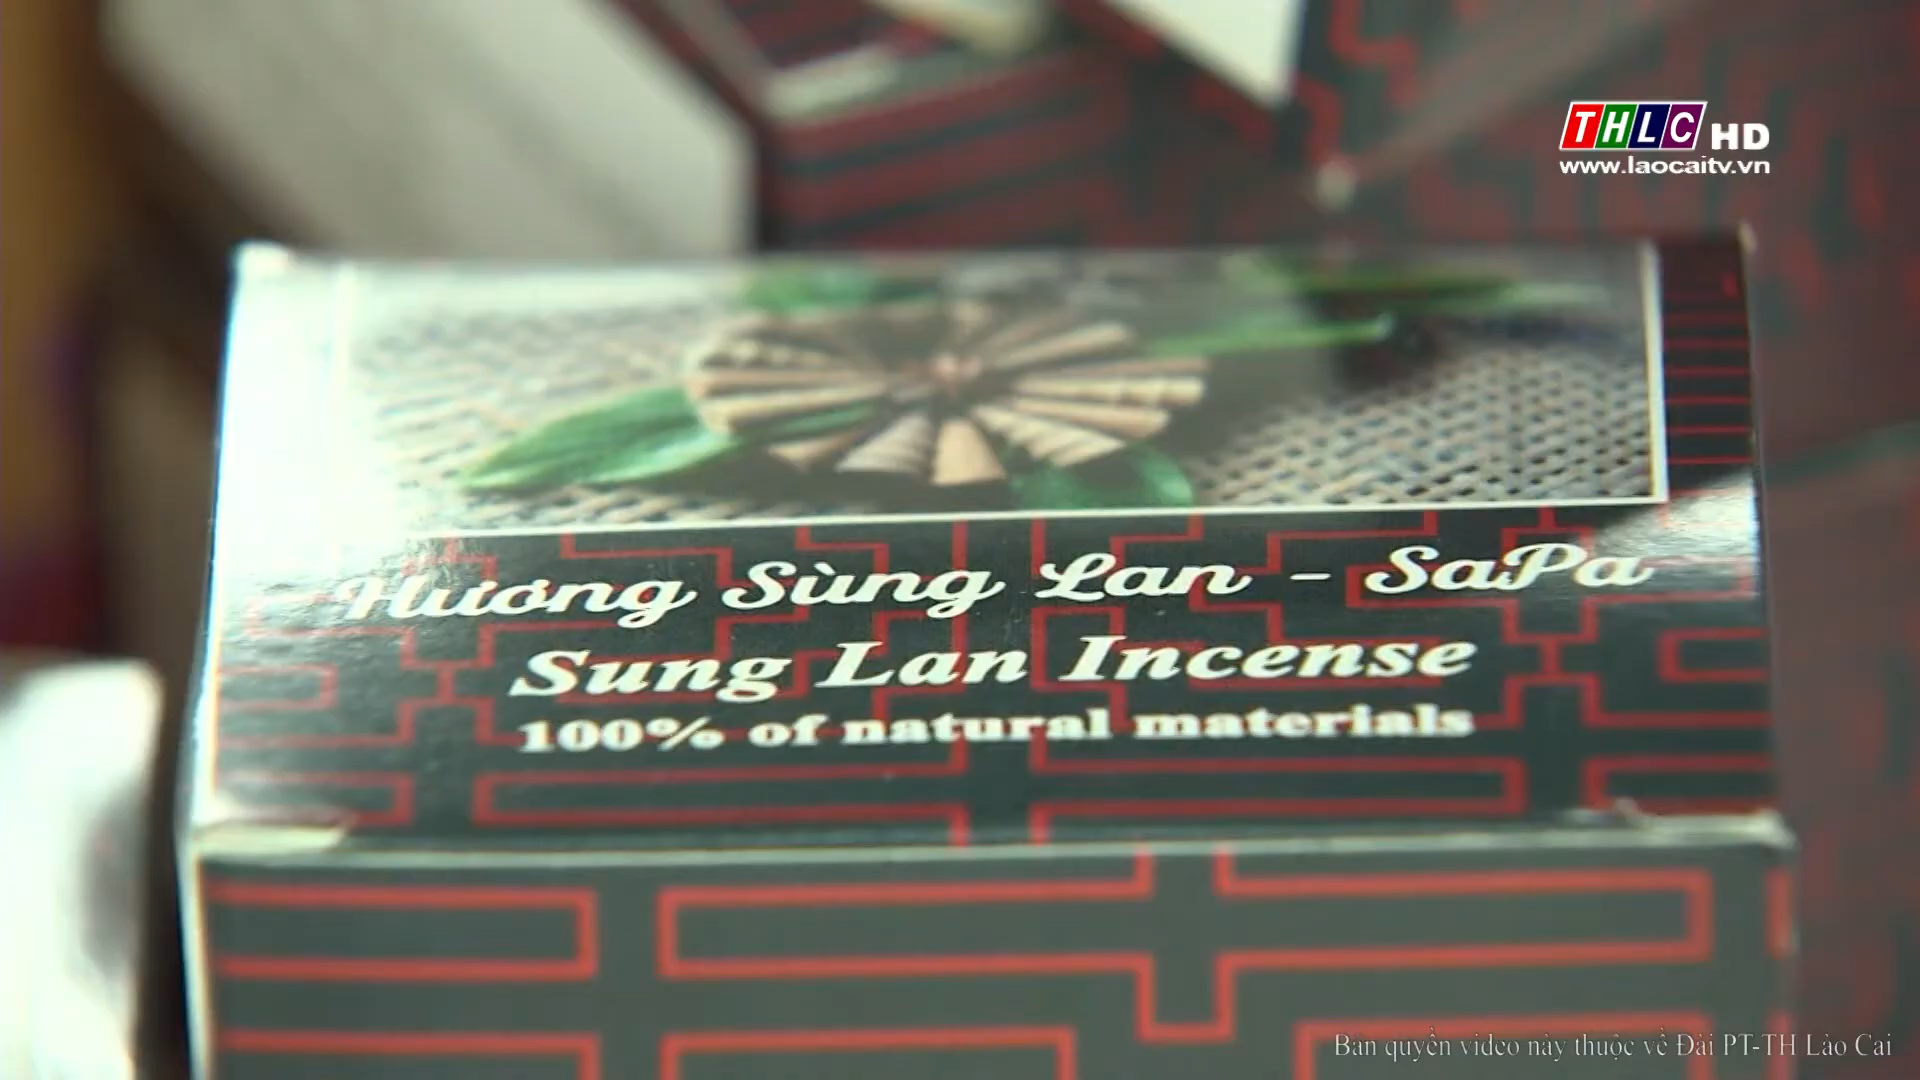 THLC HD
www.laocaitv.vn
Hương Sùng Lan - SaPa
Sung Lan Incense
100% of natural materials
Bản quyền video này thuộc về Đài PT-TH Lào Cai